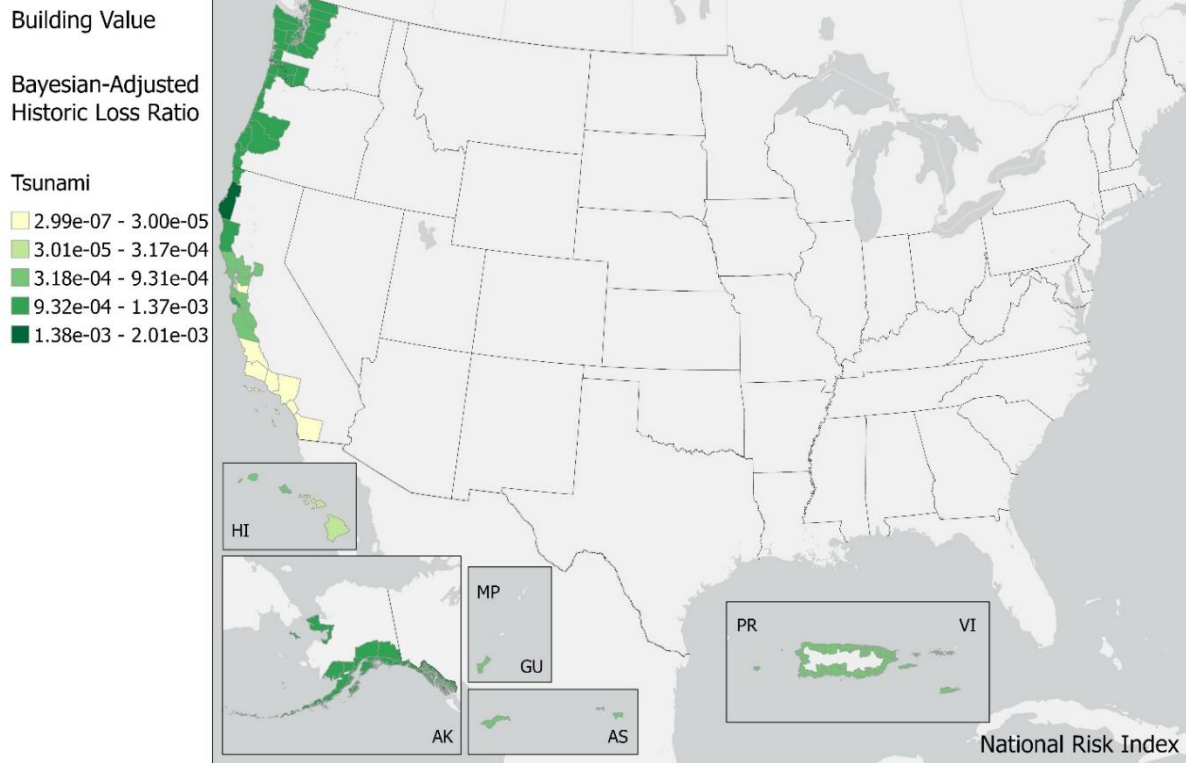 Building Value
Bayesian-Adjusted
Historic Loss Ratio
Tsunami
2.99e-07 - 3.00e-05
3.01e-05 - 3.17e-04
3.18e-04 - 9.31e-04
9.32e-04 - 1.37e-03
1.38e-03 - 2.01e-03
HI
AK
MP
GU
AS
PR
VI
National Risk Index